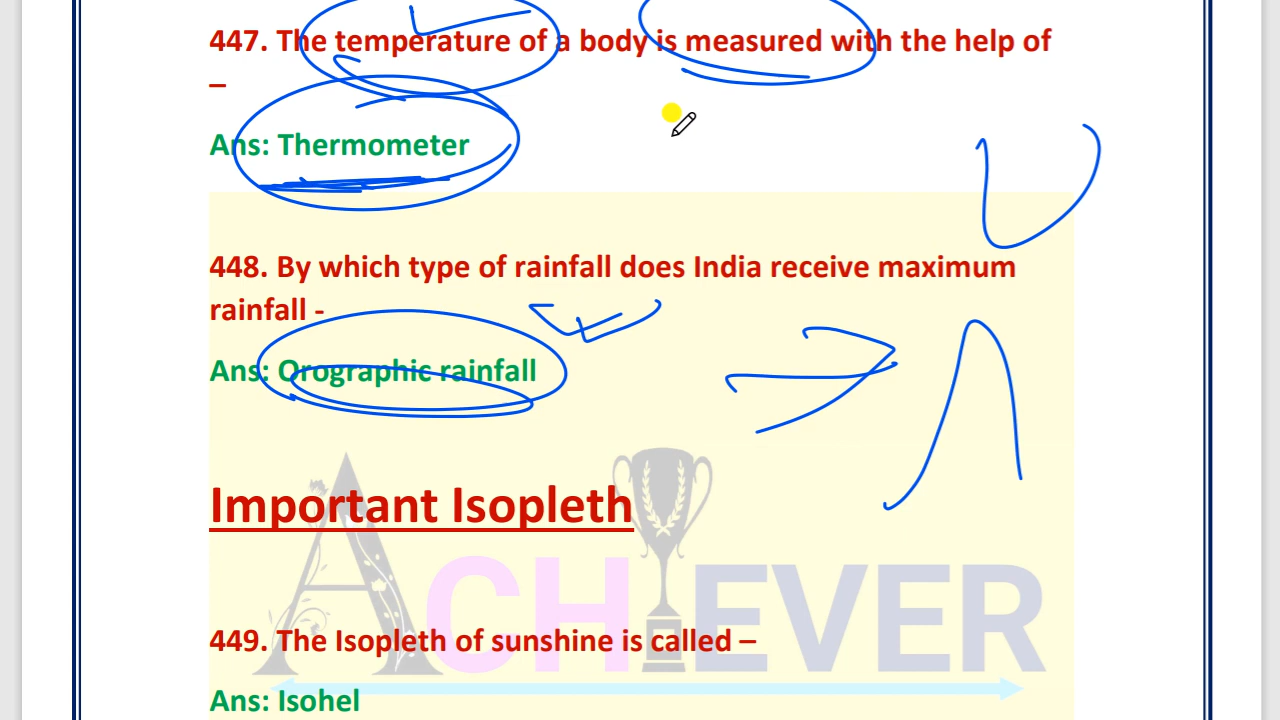 447. The temperature of a body is measured with the help of
–
Ans: Thermometer
448. By which type of rainfall does India receive maximum
rainfall -
Ans: Orographic rainfall
Important Isopleth
ACHIEVER
449. The Isopleth of sunshine is called –
Ans: Isohel